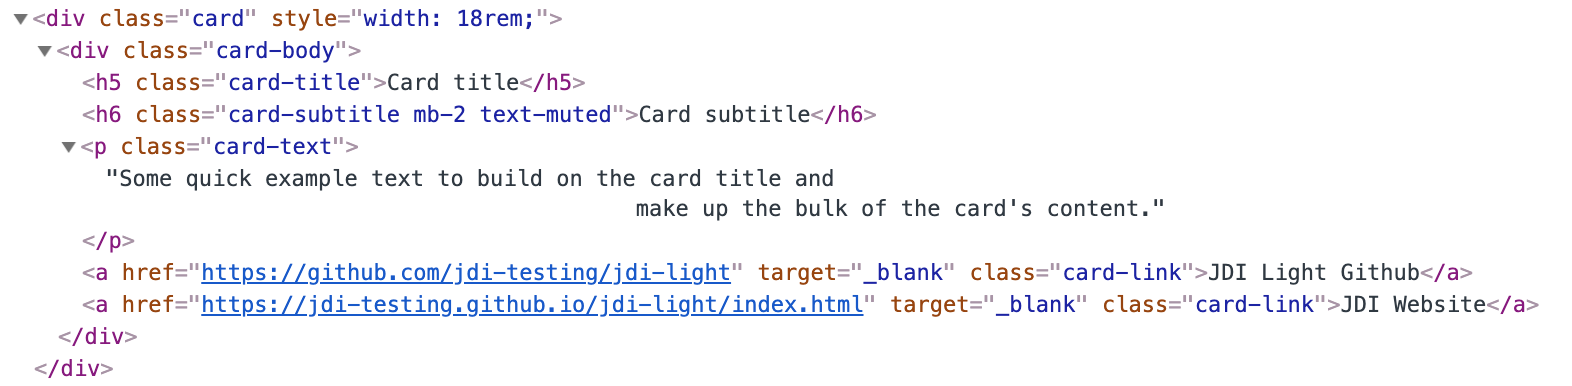 ▼<div class="card" style="width: 18rem;">
▼<div class="card-body">
<h5 class="card-title">Card title</h5>
<h6 class="card-subtitle mb-2 text-muted">Card subtitle</h6>
▼<p class="card-text">
"Some quick example text to build on the card title and
make up the bulk of the card's content."
</p>
<a href="https://github.com/jdi-testing/jdi-light" target="_blank" class="card-link">JDI Light Github</a>
<a href="https://jdi-testing.github.io/jdi-light/index.html" target="_blank" class="card-link">JDI Website</a>
</div>
</div>